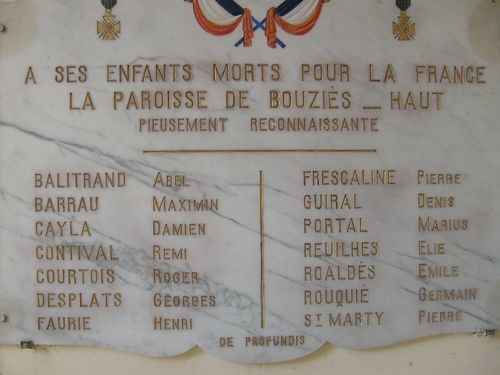 A SES ENFANTS MORTS POUR LA FRANCE
LA PAROISSE DE BOUZIÈS _ HAUT
PIEUSEMENT RECONNAISSANTE
BALITRAND ABEL
BARRAU MAXIMIN
CAYLA DAMIEN
CONTIVAL REMI
COURTOIS ROGER
DESPLATS GEORGES
FAURIE HENRI
FRESCALINE PIERRE
GUIRAL DENIS
PORTAL MARIUS
REUILHES ELIE
ROALDÈS EMILE
ROUQUIÉ GERMAIN
ST MARTY PIERRE
DE PROFUNDIS